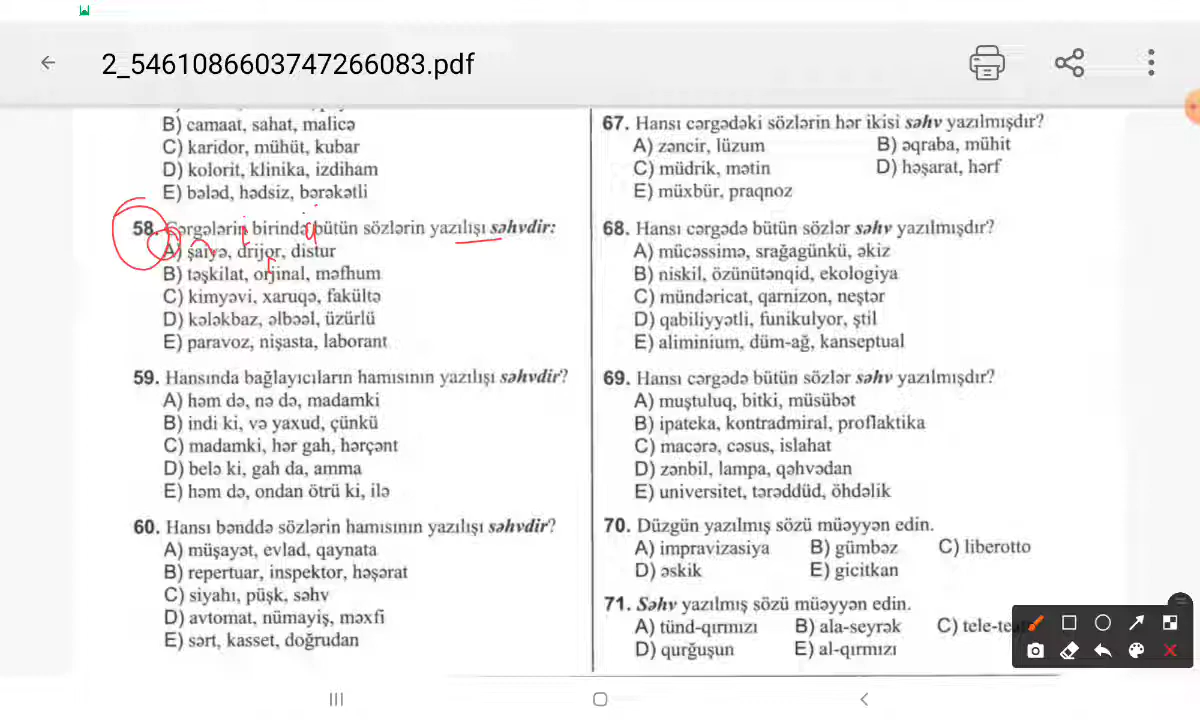 2_5461086603747266083.pdf
B) camaat, sahat, malicə
C) karidor, mühüt, kubar
D) kolorit, klinika, izdiham
E) bələd, hədsiz, bərəkətli
58. Cərgələrin birində bütün sözlərin yazılışı səhvdir:
A) şaiyə, drijor, distur
B) təşkilat, orjinal, məfhum
C) kimyəvi, xaruqə, fakültə
D) kələkbaz, əlbəəl, üzürlü
E) paravoz, nişasta, laborant
59. Hansında bağlayıcıların hamısının yazılışı səhvdir?
A) həm də, nə də, madamki
B) indi ki, və yaxud, çünkü
C) madamki, hər gah, hərçənt
D) belə ki, gah da, amma
E) həm də, ondan ötrü ki, ilə
60. Hansı bənddə sözlərin hamısının yazılışı səhvdir?
A) müşayət, evlad, qaynata
B) repertuar, inspektor, həşərat
C) siyahı, püşk, səhv
D) avtomat, nümayiş, məxfi
E) sərt, kasset, doğrudan
67. Hansı cərgədəki sözlərin hər ikisi səhv yazılmışdır?
A) zəncir, lüzum B) əqraba, mühit
C) müdrik, mətin D) həşarat, hərf
E) müxbür, praqnoz
68. Hansı cərgədə bütün sözlər səhv yazılmışdır?
A) mücəssimə, srağagünkü, əkiz
B) niskil, özünütənqid, ekologiya
C) mündəricat, qarnizon, neştər
D) qabiliyyətli, funikulyor, ştil
E) aliminium, düm-ağ, kanseptual
69. Hansı cərgədə bütün sözlər səhv yazılmışdır?
A) muştuluq, bitki, müsübət
B) ipateka, kontradmiral, proflaktika
C) macərə, cəsus, islahat
D) zənbil, lampa, qəhvədan
E) universitet, tərəddüd, öhdəlik
70. Düzgün yazılmış sözü müəyyən edin.
A) impravizasiya B) gümbəz C) liberotto
D) əskik E) gicitkan
71. Səhv yazılmış sözü müəyyən edin.
A) tünd-qırmızı B) ala-seyrək C)
D) qurğuşun E) al-qırmızı